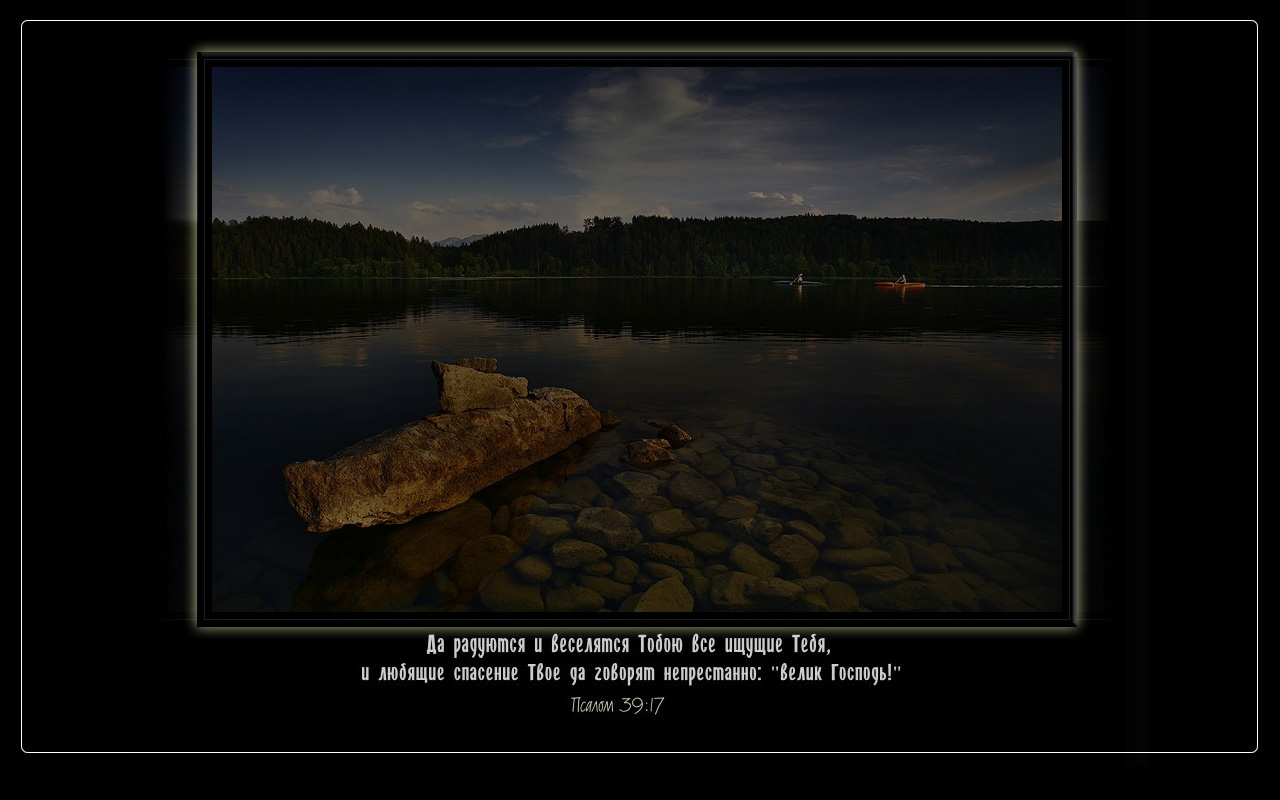 Да радуются и веселятся Тобою все ищущие Тебя,
и любящие спасение Твое да говорят непрестанно: "велик Господь!"
Псалом 39:17